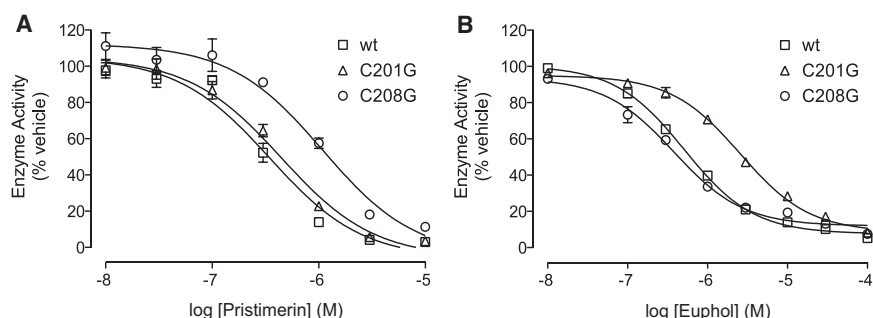 A
120
100
80
60
40
20
0
Enzyme Activity
(% vehicle)
-8
-7
-6
-5
log [Pristimerin] (M)
wt
C201G
C208G
B
120
100
80
60
40
20
0
Enzyme Activity
(% vehicle)
-8
-7
-6
-5
-4
log [Euphol] (M)
wt
C201G
C208G